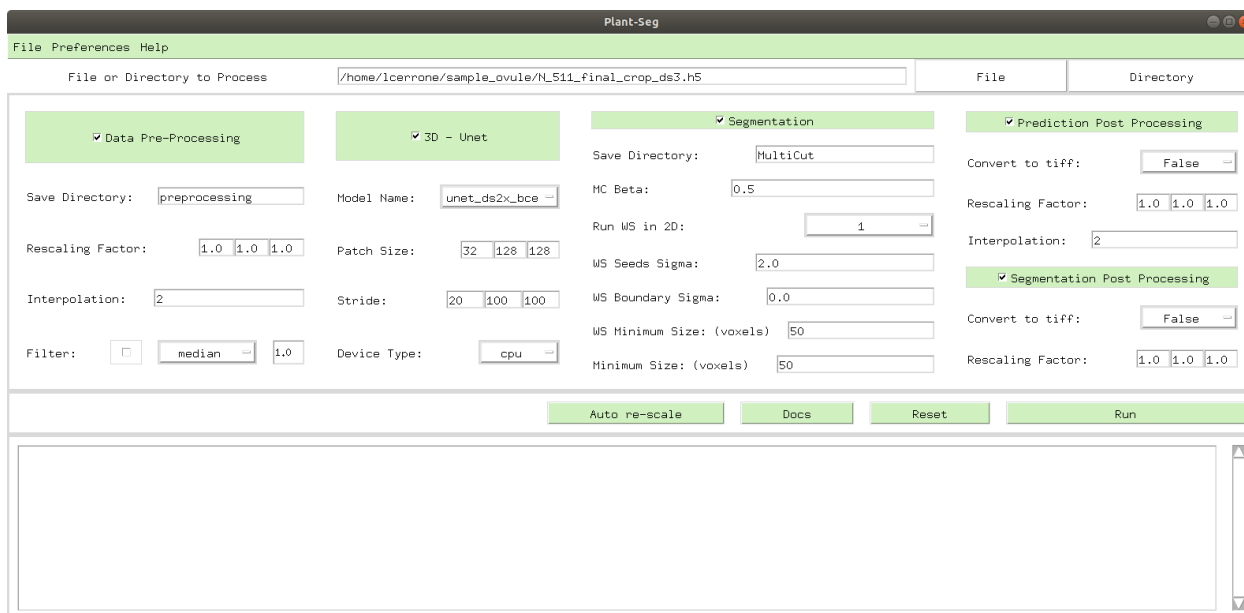 Plant-Seg
File Preferences Help
File or Directory to Process /home/lcerrone/sample_ovule/N_511_final_crop_ds3.h5 File Directory
Data Pre-Processing
Save Directory: preprocessing
Rescaling Factor: 1.0 1.0 1.0
Interpolation: 2
Filter: median 1.0
3D - Unet
Model Name: unet_ds2x_bce
Patch Size: 32 128 128
Stride: 20 100 100
Device Type: cpu
Segmentation
Save Directory: MultiCut
MC Beta: 0.5
Run WS in 2D: 1
WS Seeds Sigma: 2.0
WS Boundary Sigma: 0.0
WS Minimum Size: (voxels) 50
Minimum Size: (voxels) 50
Prediction Post Processing
Convert to tiff: False
Rescaling Factor: 1.0 1.0 1.0
Interpolation: 2
Segmentation Post Processing
Convert to tiff: False
Rescaling Factor: 1.0 1.0 1.0
Auto re-scale Docs Reset Run